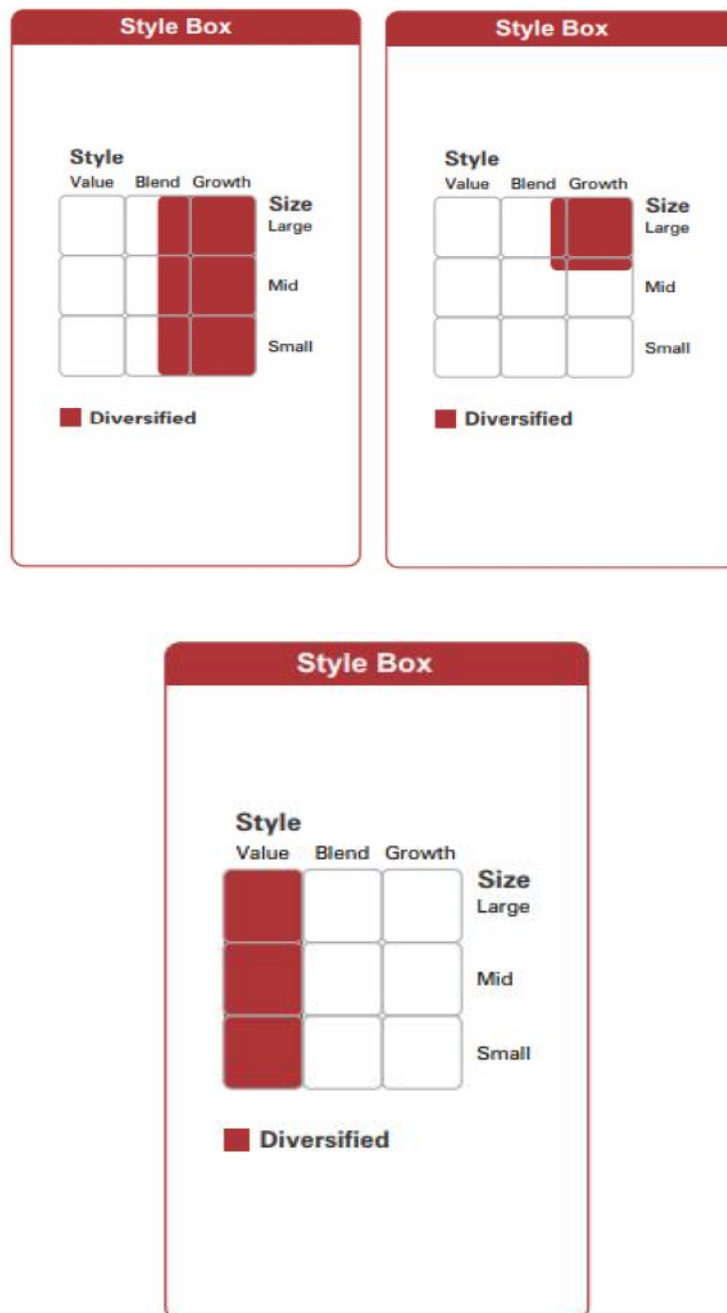 Style Box
Style
Value Blend Growth
Size
Large
Mid
Small
Diversified
Style Box
Style
Value Blend Growth
Size
Large
Mid
Small
Diversified
Style Box
Style
Value Blend Growth
Size
Large
Mid
Small
Diversified